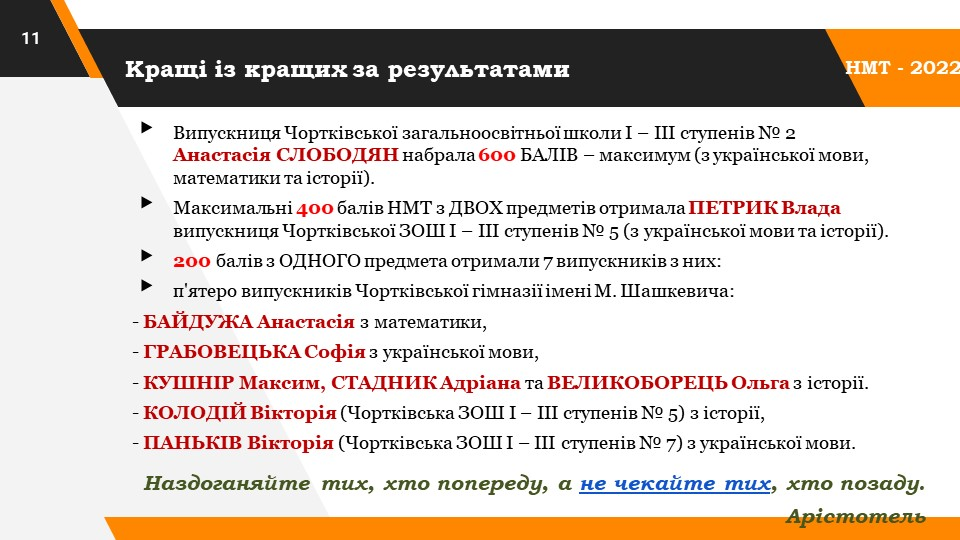 11
Кращі із кращих за результатами
НМТ - 2022
Випускниця Чортківської загальноосвітньої школи І – ІІІ ступенів № 2
Анастасія СЛОБОДЯН набрала 600 БАЛІВ – максимум (з української мови,
математики та історії).
Максимальні 400 балів НМТ з ДВОХ предметів отримала ПЕТРИК Влада
випускниця Чортківської ЗОШ І – ІІІ ступенів № 5 (з української мови та історії).
200 балів з ОДНОГО предмета отримали 7 випускників з них:
п'ятеро випускників Чортківської гімназії імені М. Шашкевича:
- БАЙДУЖА Анастасія з математики,
- ГРАБОВЕЦЬКА Софія з української мови,
- КУШНІР Максим, СТАДНИК Адріана та ВЕЛИКОБОРЕЦЬ Ольга з історії.
- КОЛОДІЙ Вікторія (Чортківська ЗОШ І – ІІІ ступенів № 5) з історії,
- ПАНЬКІВ Вікторія (Чортківська ЗОШ І – ІІІ ступенів № 7) з української мови.
Наздоганяйте тих, хто попереду, а не чекайте тих, хто позаду.
Арістотель